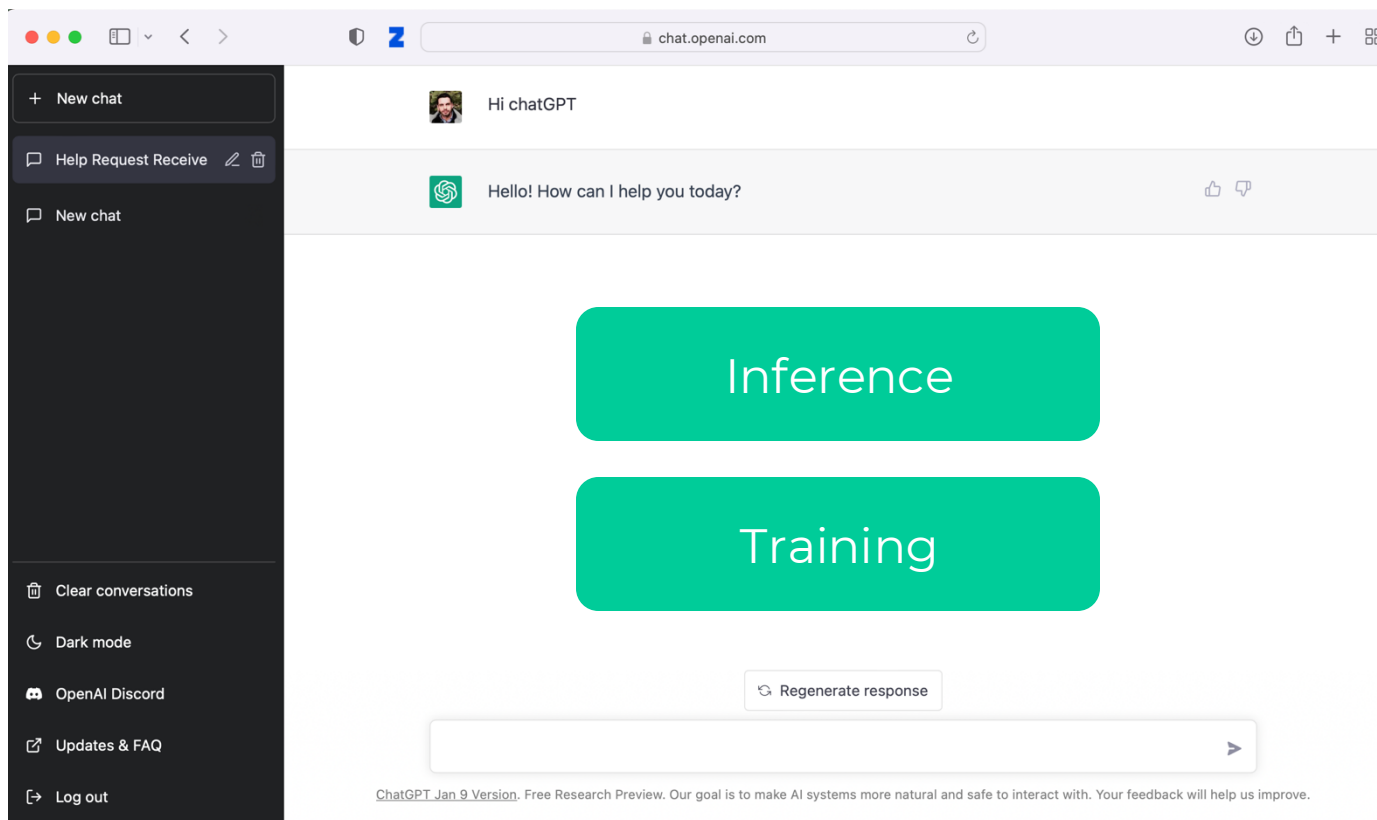 chat.openai.com
New chat
Help Request Receive
New chat
Hi chatGPT
Hello! How can I help you today?
Inference
Training
Clear conversations
Dark mode
OpenAI Discord
Updates & FAQ
Log out
Regenerate response
ChatGPT Jan 9 Version. Free Research Preview. Our goal is to make AI systems more natural and safe to interact with. Your feedback will help us improve.